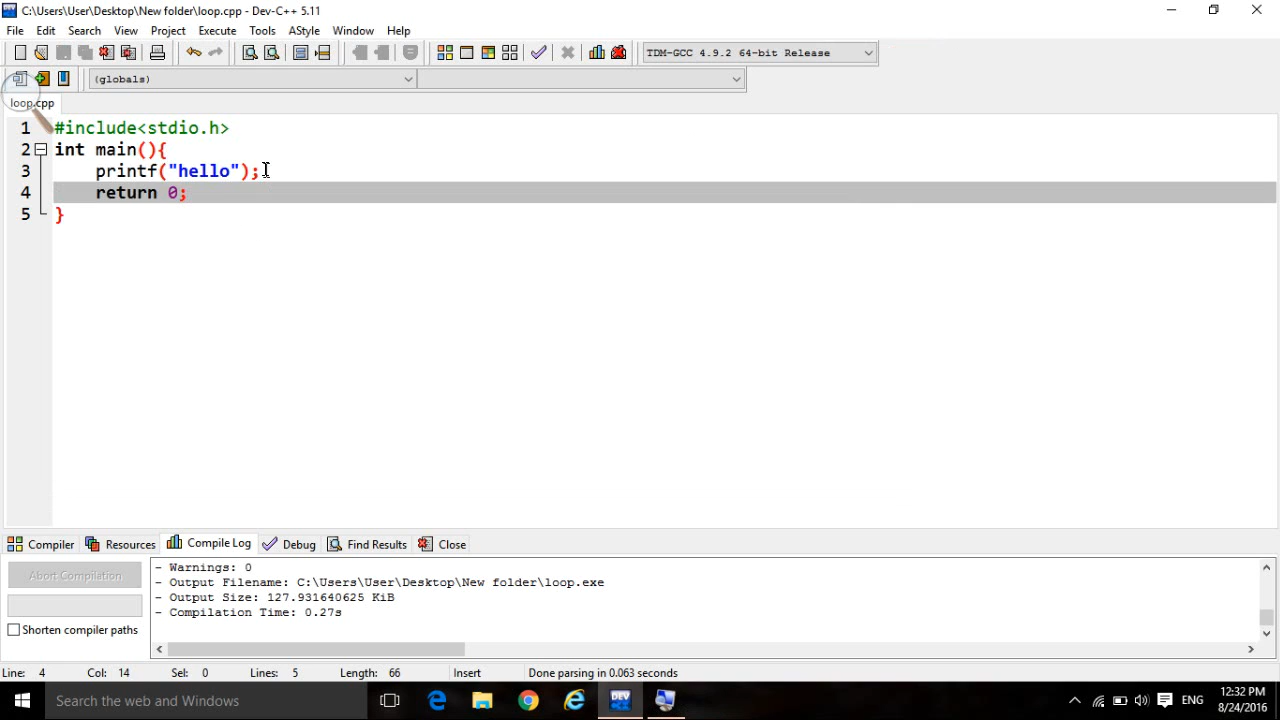 C:\Users\User\Desktop\New folder\loop.cpp - Dev-C++ 5.11
File Edit Search View Project Execute Tools AStyle Window Help
TDM-GCC 4.9.2 64-bit Release
(globals)
loop.cpp
1 #include<stdio.h>
2 int main(){
3 printf("hello");
4 return 0;
5 }
Compiler Resources Compile Log Debug Find Results Close
Abort Compilation
Shorten compiler paths
- Warnings: 0
- Output Filename: C:\Users\User\Desktop\New folder\loop.exe
- Output Size: 127.931640625 KiB
- Compilation Time: 0.27s
Line: 4 Col: 14 Sel: 0 Lines: 5 Length: 66 Insert Done parsing in 0.063 seconds
Search the web and Windows
DEV
ENG
12:32 PM
8/24/2016